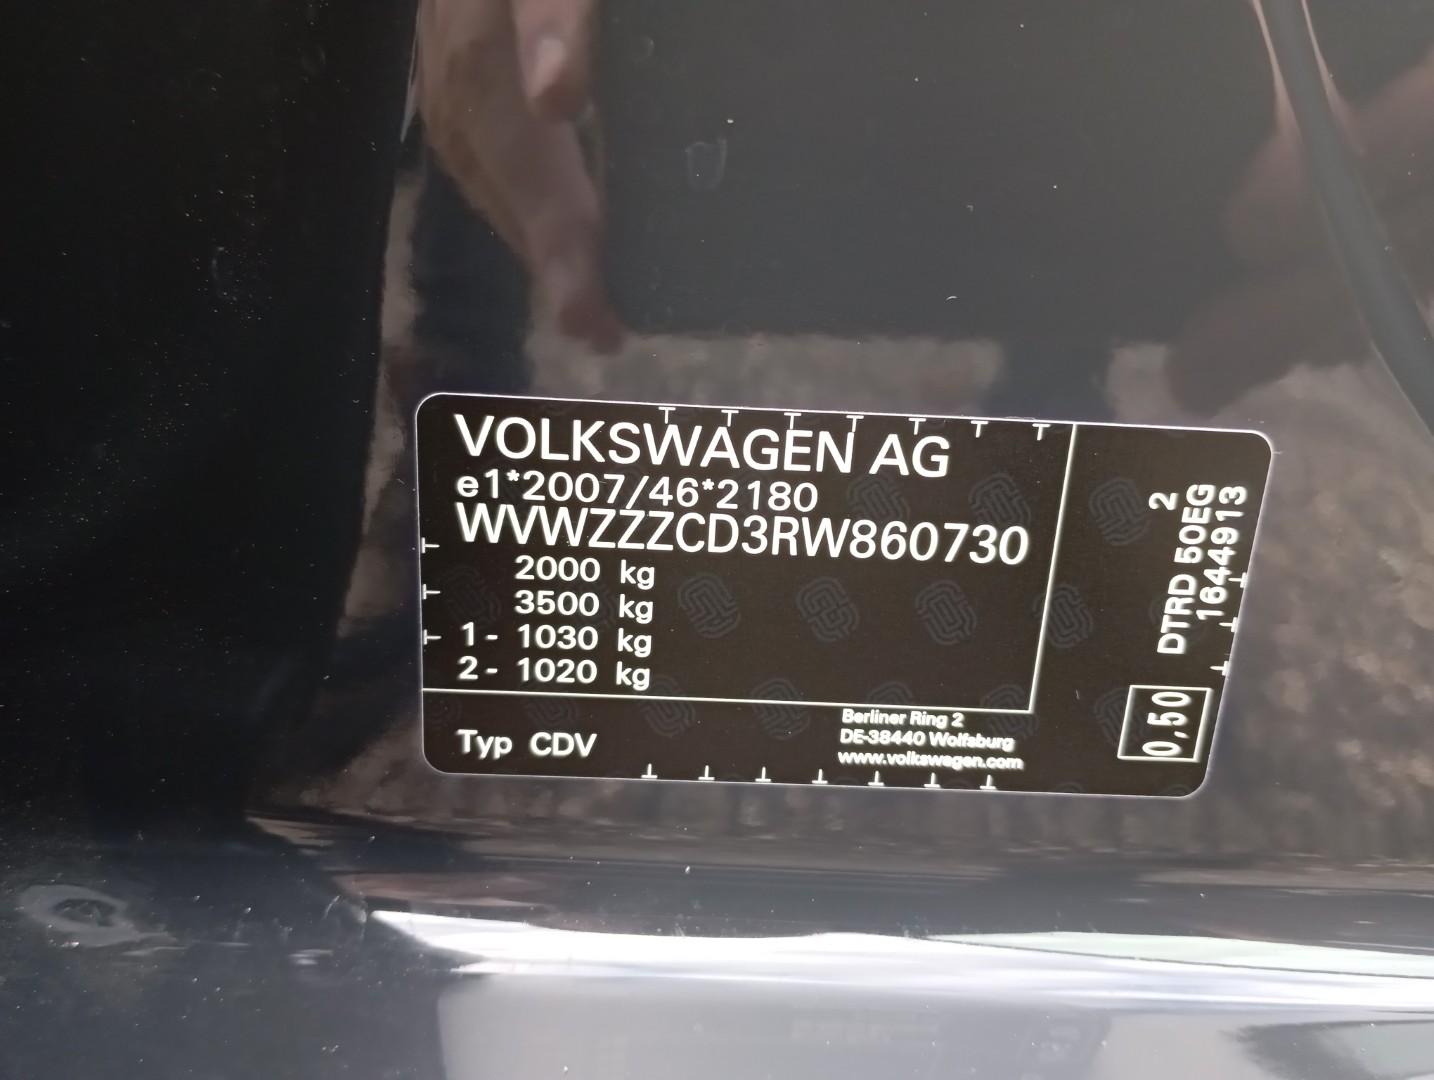 VOLKSWAGEN AG
e1*2007/46*2180
WVWZZZCD3RW860730
2000 kg
3500 kg
1- 1030 kg
2- 1020 kg
Typ CDV
Berliner Ring 2
DE-38440 Wolfsburg
www.volkswagen.com
2
DTRD 50EG
1644913
0,50